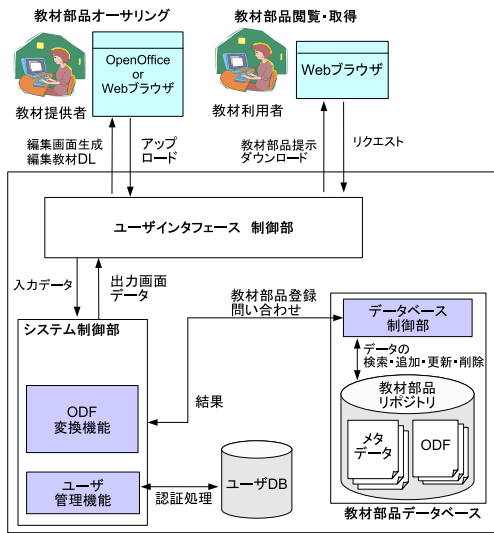 教材部品オーサリング
教材部品閲覧・取得
OpenOffice
or
Webブラウザ
Webブラウザ
教材提供者
教材利用者
編集画面生成
編集教材DL
アップ
ロード
教材部品提示
ダウンロード
リクエスト
ユーザインタフェース 制御部
入力データ
出力画面
データ
システム制御部
教材部品登録
問い合わせ
データベース
制御部
データの
検索・追加・更新・削除
ODF
変換機能
結果
教材部品
リポジトリ
メタ
データ
ODF
ユーザ
管理機能
認証処理
ユーザDB
教材部品データベース